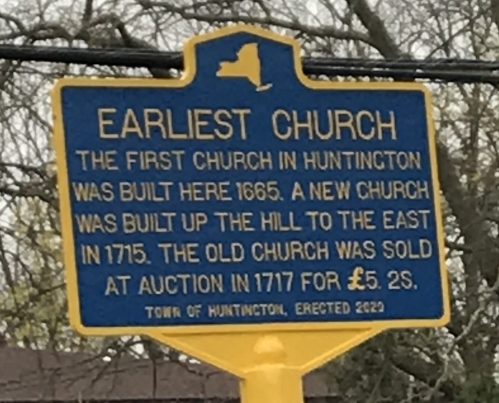 EARLIEST CHURCH
THE FIRST CHURCH IN HUNTINGTON
WAS BUILT HERE 1665. A NEW CHURCH
WAS BUILT UP THE HILL TO THE EAST
IN 1715. THE OLD CHURCH WAS SOLD
AT AUCTION IN 1717 FOR £5. 2S.
TOWN OF HUNTINGTON, ERECTED 2020